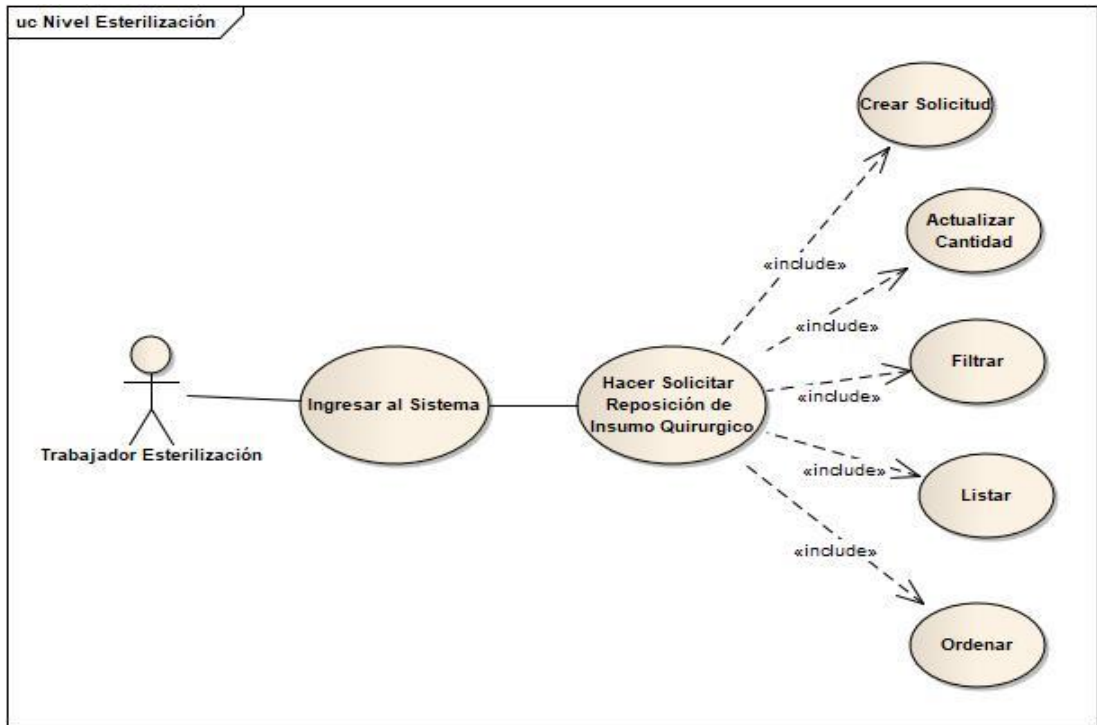 uc Nivel Esterilización
Crear Solicitud
Actualizar
Cantidad
«include»
«include»
Filtrar
Hacer Solicitar
Reposición de
Insumo Quirurgico
Ingresar al Sistema
«include»
Trabajador Esterilización
«include»
Listar
«include»
Ordenar